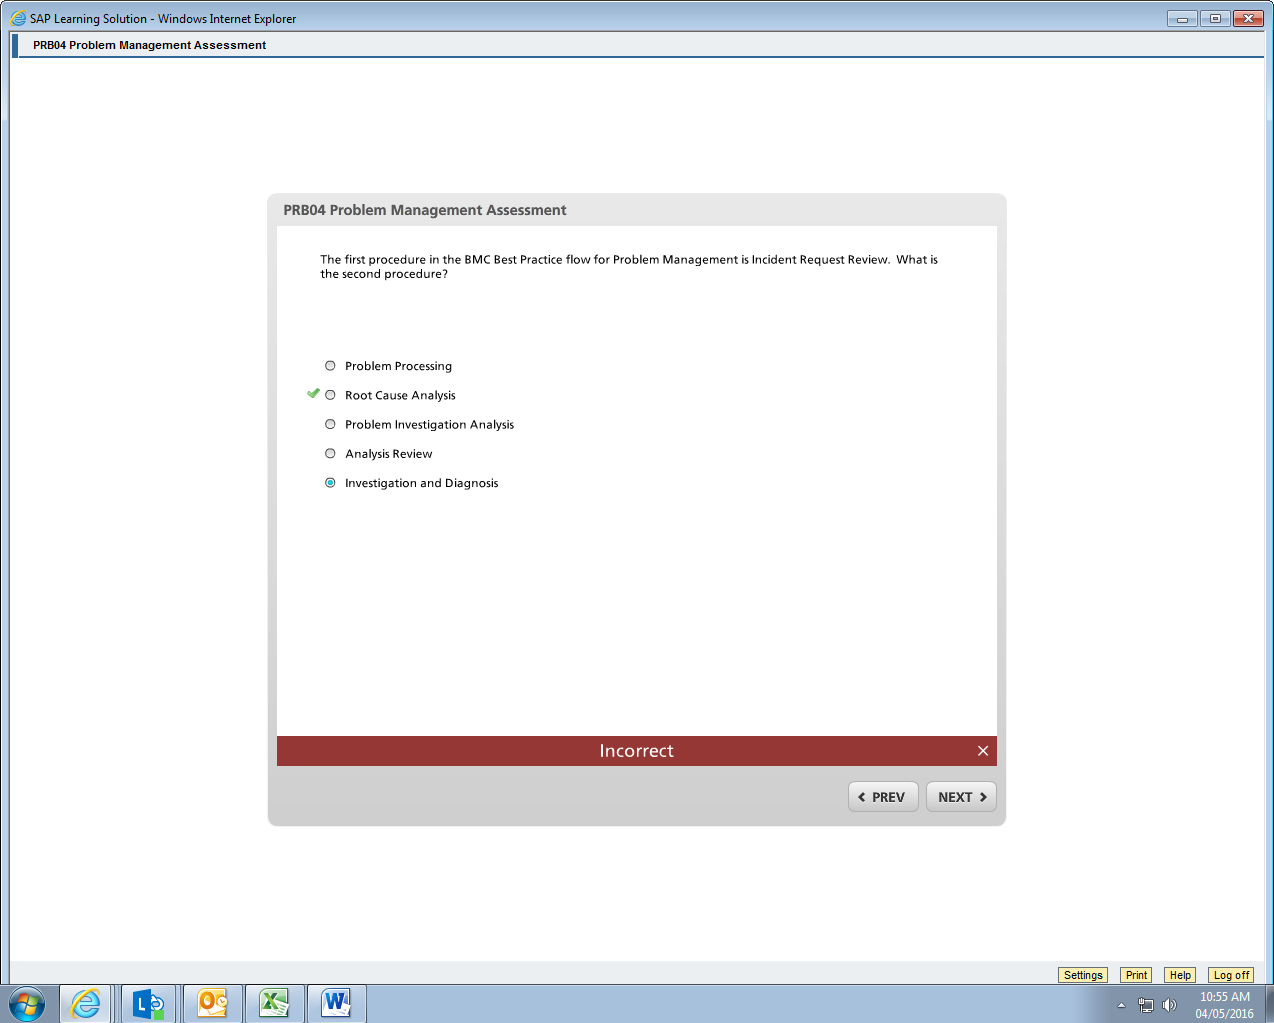 SAP Learning Solution - Windows Internet Explorer
PRB04 Problem Management Assessment
PRB04 Problem Management Assessment
The first procedure in the BMC Best Practice flow for Problem Management is Incident Request Review.  What is
the second procedure?
Problem Processing
Root Cause Analysis
Problem Investigation Analysis
Analysis Review
Investigation and Diagnosis
Incorrect
PREV
NEXT
Settings
Print
Help
Log off
10:55 AM
04/05/2016